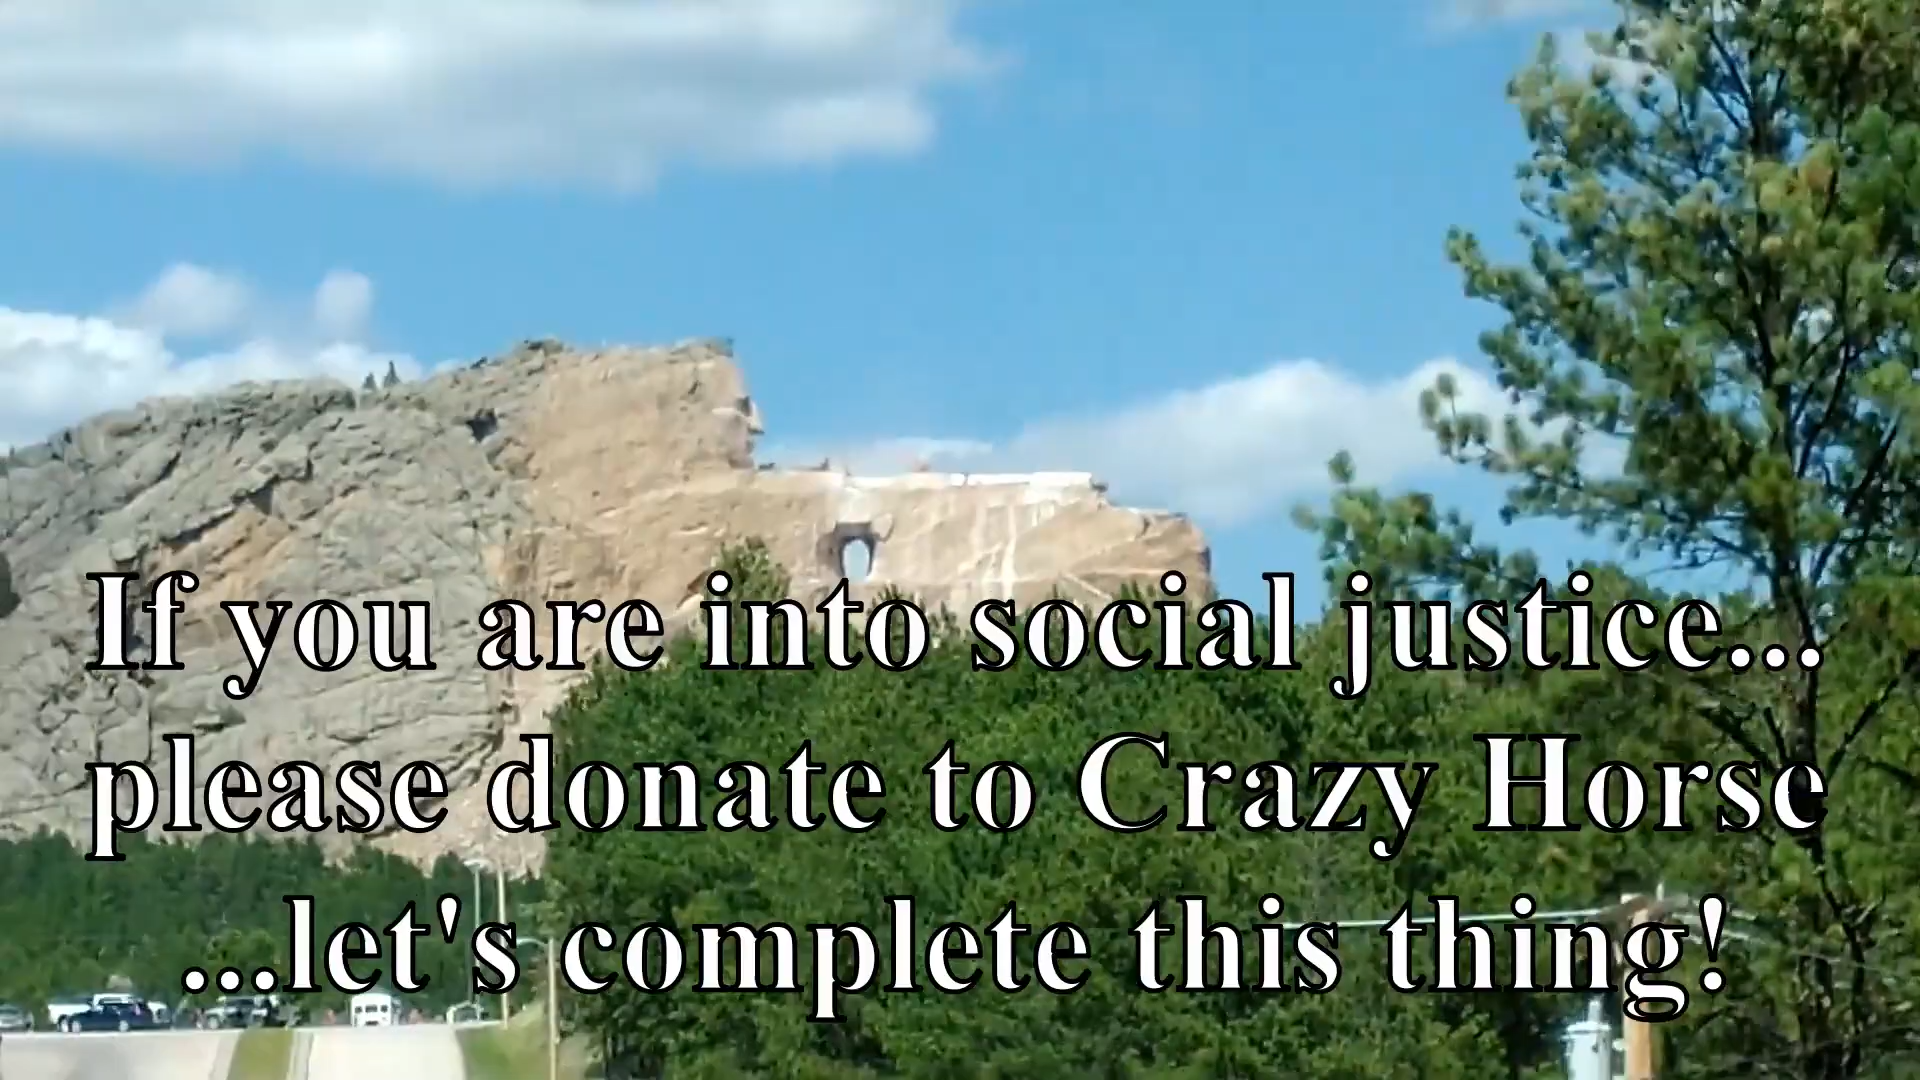 If you are into social justice...
please donate to Crazy Horse
...let's complete this thing!